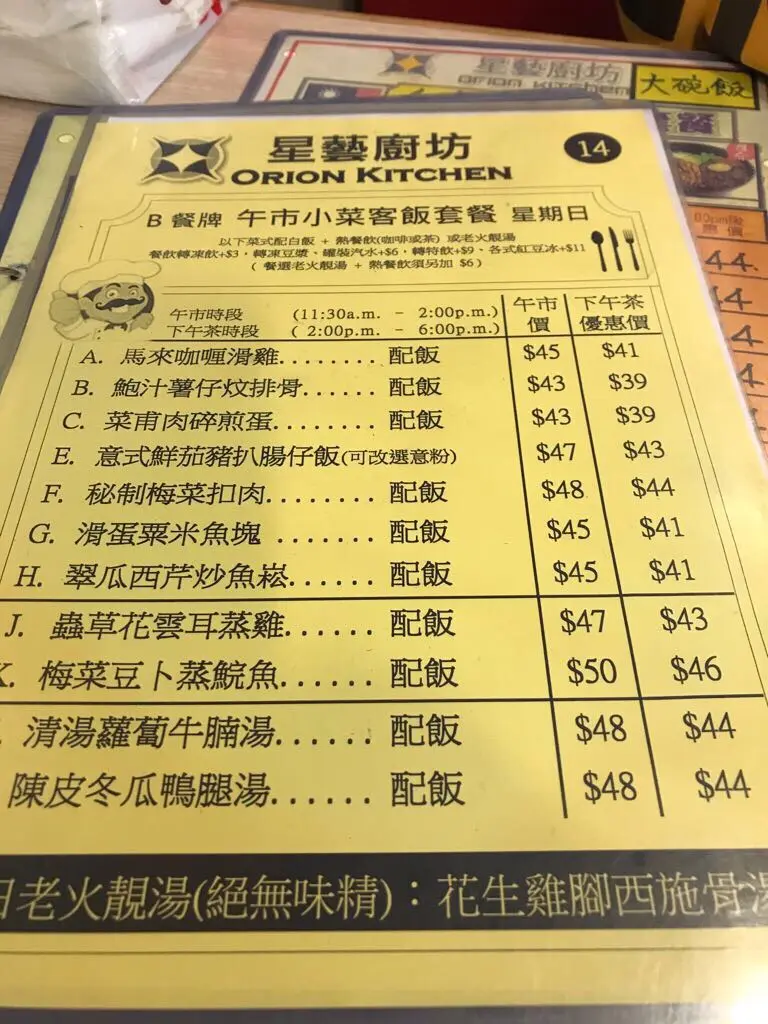 星藝廚坊
ORION KITCHEN
大碗飯
餐
星藝廚坊
ORION KITCHEN
14
B 餐牌 午市小菜客飯套餐 星期日
以下菜式配白飯 + 熱餐飲(咖啡或茶) 或老火靚湯
餐飲轉凍飲+$3，轉凍豆漿、罐裝汽水+$6，轉特飲+$9、各式紅豆冰+$11
( 餐選老火靚湯 + 熱餐飲須另加 $6 )
午市時段 (11:30a.m. - 2:00p.m.) 午市價 下午茶優惠價
下午茶時段 ( 2:00p.m. - 6:00p.m.)
A. 馬來咖喱滑雞........ 配飯 $45 $41
B. 鮑汁薯仔炆排骨...... 配飯 $43 $39
C. 菜甫肉碎煎蛋........ 配飯 $43 $39
E. 意式鮮茄豬扒腸仔飯(可改選意粉) $47 $43
F. 秘制梅菜扣肉........ 配飯 $48 $44
G. 滑蛋粟米魚塊 ....... 配飯 $45 $41
H. 翠瓜西芹炒魚崧...... 配飯 $45 $41
J. 蟲草花雲耳蒸雞...... 配飯 $47 $43
K. 梅菜豆卜蒸鯇魚...... 配飯 $50 $46
清湯蘿蔔牛腩湯...... 配飯 $48 $44
陳皮冬瓜鴨腿湯...... 配飯 $48 $44
日老火靚湯(絕無味精)：花生雞腳西施骨湯